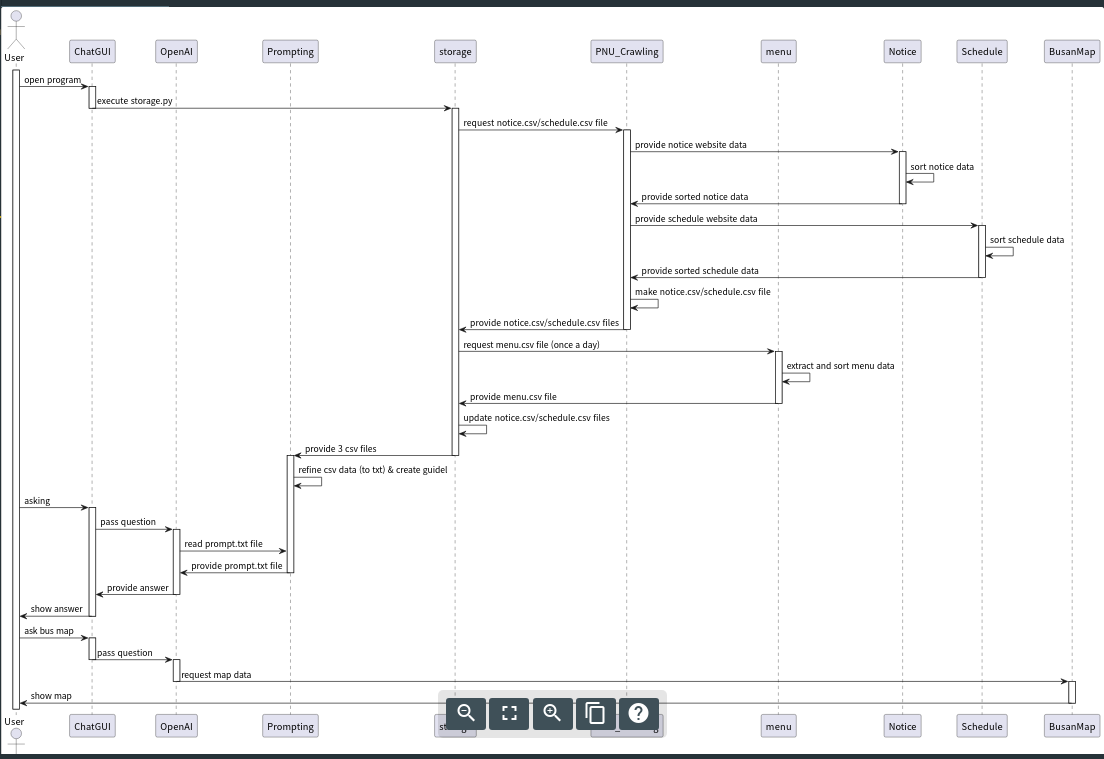 User
ChatGUI
OpenAI
Prompting
storage
PNU_Crawling
menu
Notice
Schedule
BusanMap
open program
execute storage.py
request notice.csv/schedule.csv file
provide notice website data
sort notice data
provide sorted notice data
provide schedule website data
sort schedule data
provide sorted schedule data
make notice.csv/schedule.csv file
provide notice.csv/schedule.csv files
request menu.csv file (once a day)
extract and sort menu data
provide menu.csv file
update notice.csv/schedule.csv files
provide 3 csv files
refine csv data (to txt) & create guidel
asking
pass question
read prompt.txt file
provide prompt.txt file
provide answer
show answer
ask bus map
pass question
request map data
show map
User
ChatGUI
OpenAI
Prompting
menu
Notice
Schedule
BusanMap